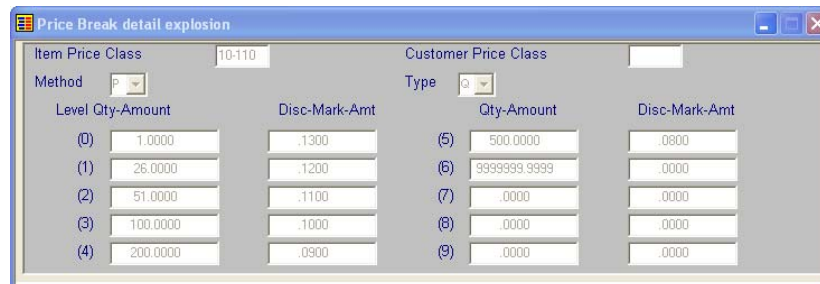 Price Break detail explosion
Item Price Class 10-110 Customer Price Class
Method P Type Q
Level Qty-Amount Disc-Mark-Amt Qty-Amount Disc-Mark-Amt
(0) 1.0000 .1300 (5) 500.0000 .0800
(1) 26.0000 .1200 (6) 9999999.9999 .0000
(2) 51.0000 .1100 (7) .0000 .0000
(3) 100.0000 .1000 (8) .0000 .0000
(4) 200.0000 .0900 (9) .0000 .0000